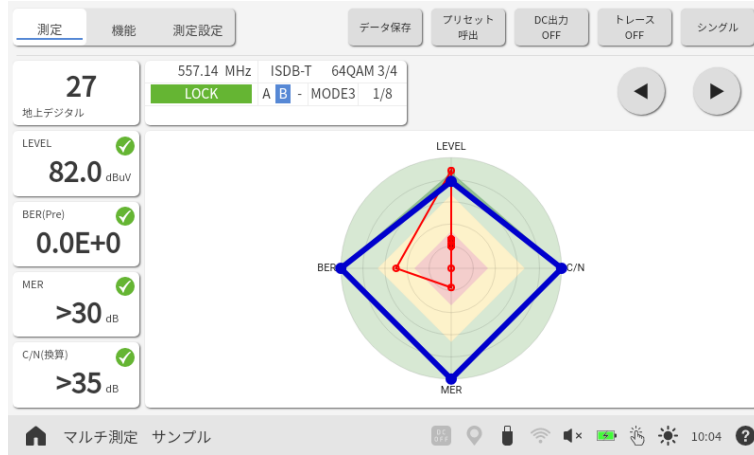 測定 機能 測定設定 データ保存 プリセット 呼出 DC出力 OFF トレース OFF シングル
27
地上デジタル
557.14 MHz ISDB-T 64QAM 3/4
LOCK A B - MODE3 1/8
LEVEL
82.0 dBuV
BER(Pre)
0.0E+0
MER
>30 dB
C/N(換算)
>35 dB
LEVEL
BER
C/N
MER
マルチ測定 サンプル DC OFF 10:04 ?